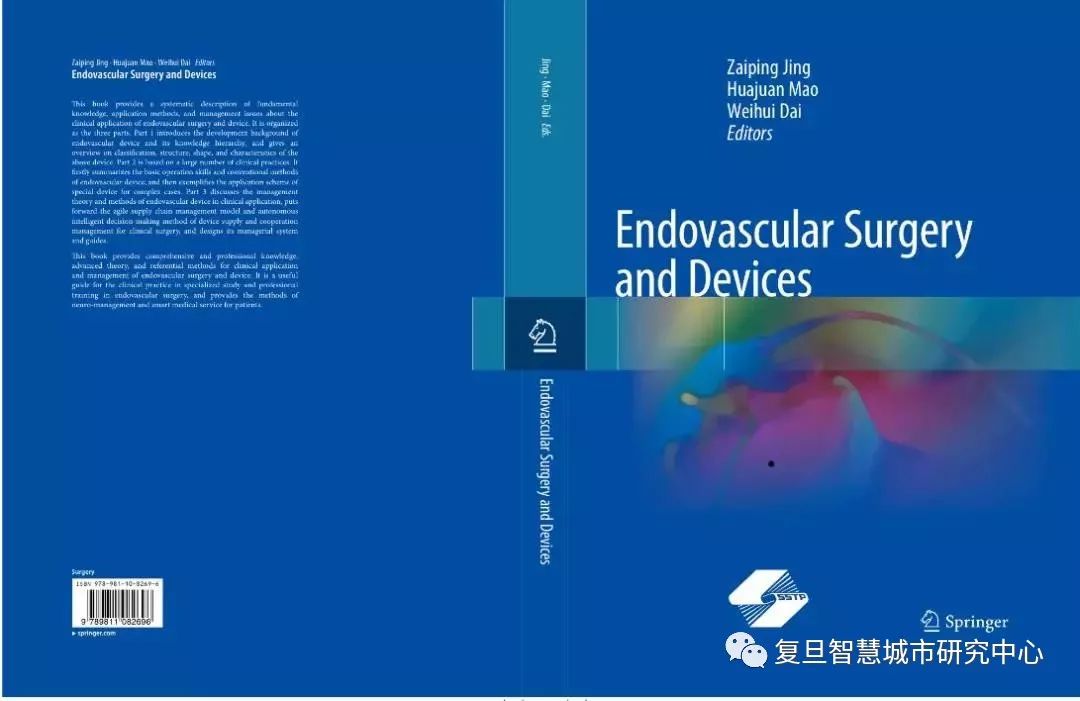 Zaiping Jing · Huajuan Mao · Weihui Dai Editors
Endovascular Surgery and Devices
This book provides a systematic description of fundamental
knowledge, application methods, and management issues about the
clinical application of endovascular surgery and device. It is organized
as the three parts. Part 1 introduces the development background of
endovascular device and its knowledge hierarchy, and gives an
overview on classification, structure, shape, and characteristics of the
above device. Part 2 is based on a large number of clinical practices. It
firstly summarizes the basic operation skills and conventional methods
of endovascular device, and then exemplifies the application scheme of
special device for complex cases. Part 3 discusses the management
theory and methods of endovascular device in clinical application, puts
forward the agile supply chain management model and autonomous
intelligent decision-making method of device supply and cooperation
management for clinical surgery, and designs its managerial system
and guides.
This book provides comprehensive and professional knowledge,
advanced theory, and referential methods for clinical application
and management of endovascular surgery and device. It is a useful
guide for the clinical practice in specialized study and professional
training in endovascular surgery, and provides the methods of
neuro-management and smart medical service for patients.
Surgery
ISBN 978-981-10-8269-6
9 789811 082696
▸ springer.com
Jing · Mao · Dai Eds.
Endovascular Surgery and Devices
Zaiping Jing
Huajuan Mao
Weihui Dai
Editors
Endovascular Surgery
and Devices
SSTP
Springer
复旦智慧城市研究中心